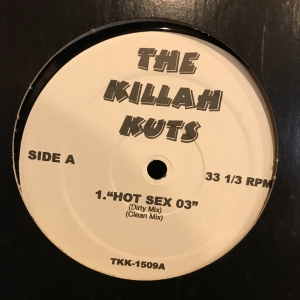 THE
KILLAH
KUTS
SIDE A
33 1/3 RPM
1. “HOT SEX 03”
(Dirty Mix)
(Clean Mix)
TKK-1509A